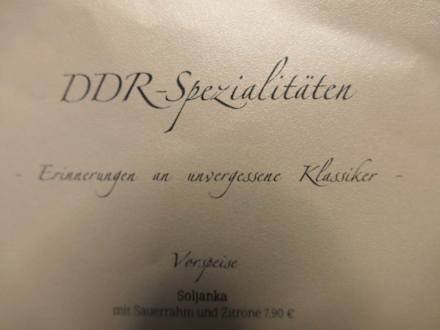 DDR-Spezialitäten
- Erinnerungen an unvergessene Klassiker -
Vorspeise
Soljanka
mit Sauerrahm und Zitrone 7,90 €